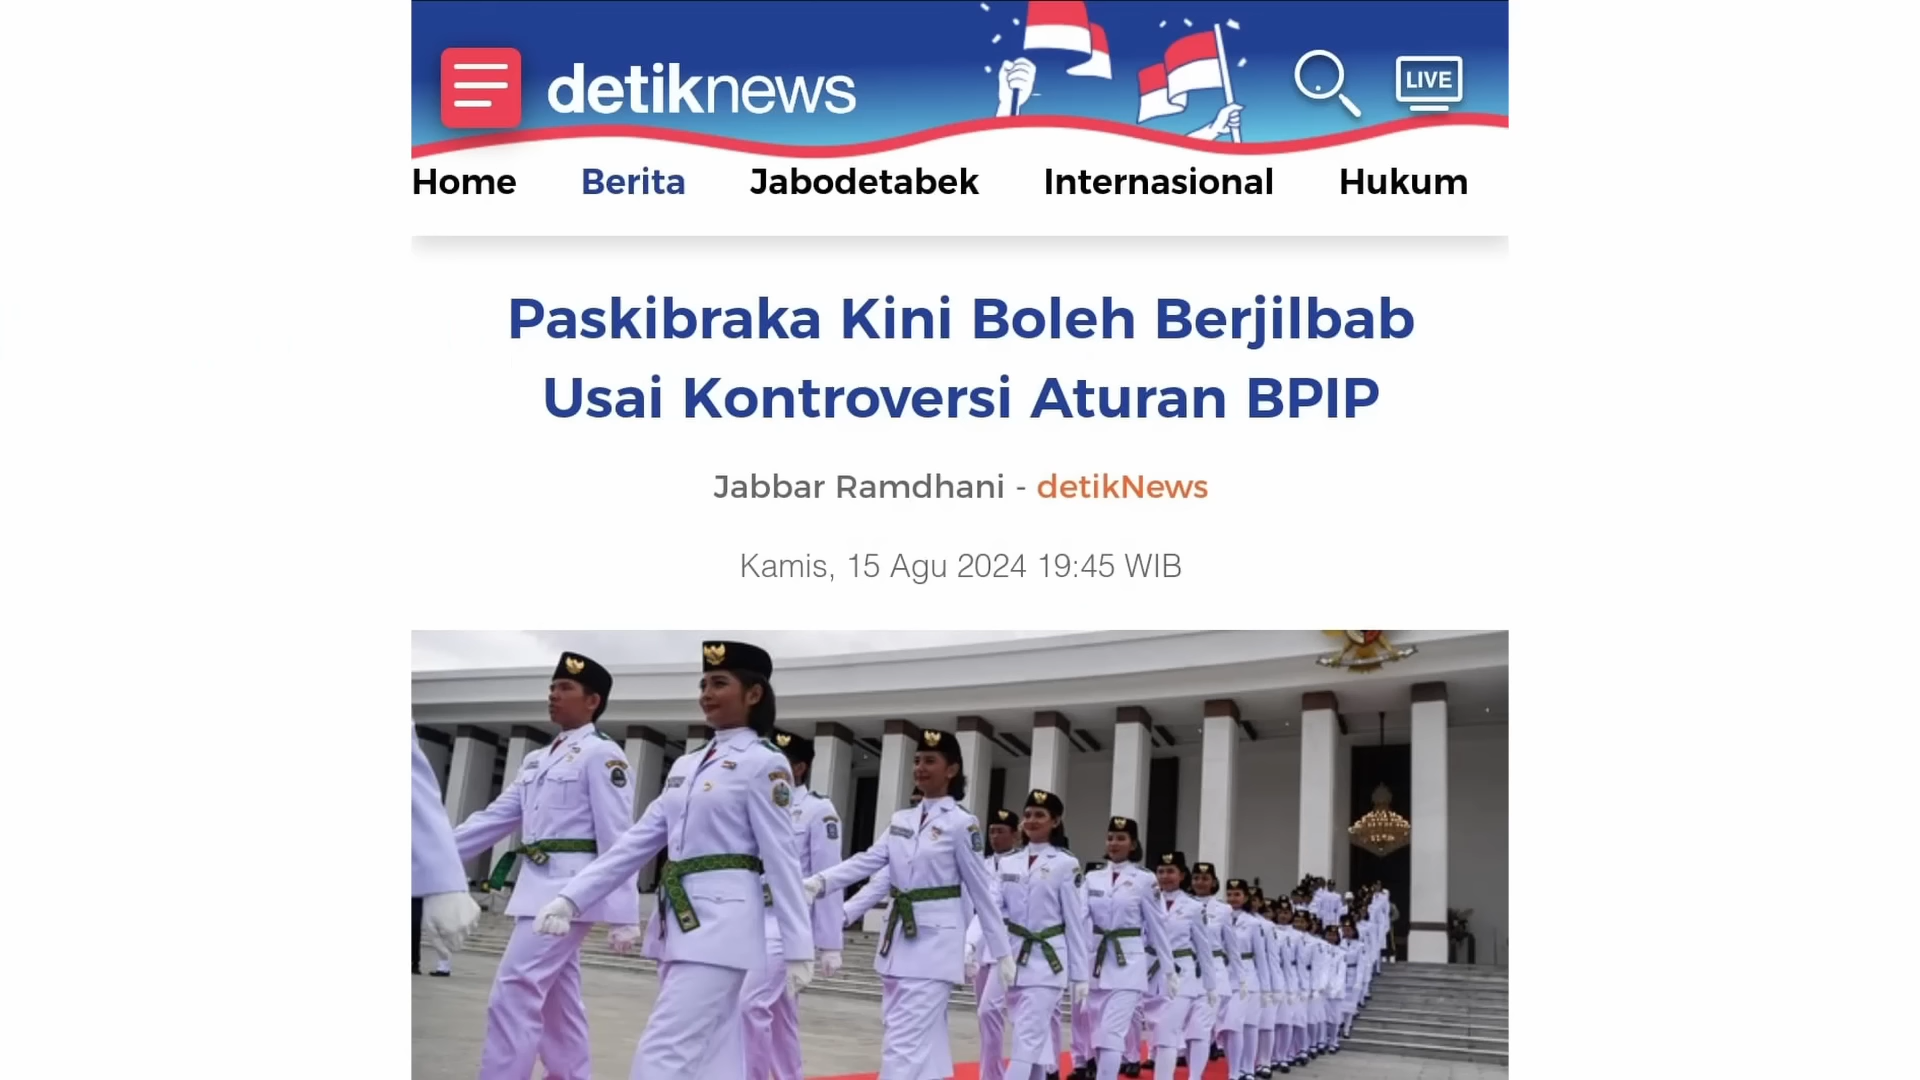 detiknews
LIVE
Home Berita Jabodetabek Internasional Hukum
Paskibraka Kini Boleh Berjilbab
Usai Kontroversi Aturan BPIP
Jabbar Ramdhani - detikNews
Kamis, 15 Agu 2024 19:45 WIB